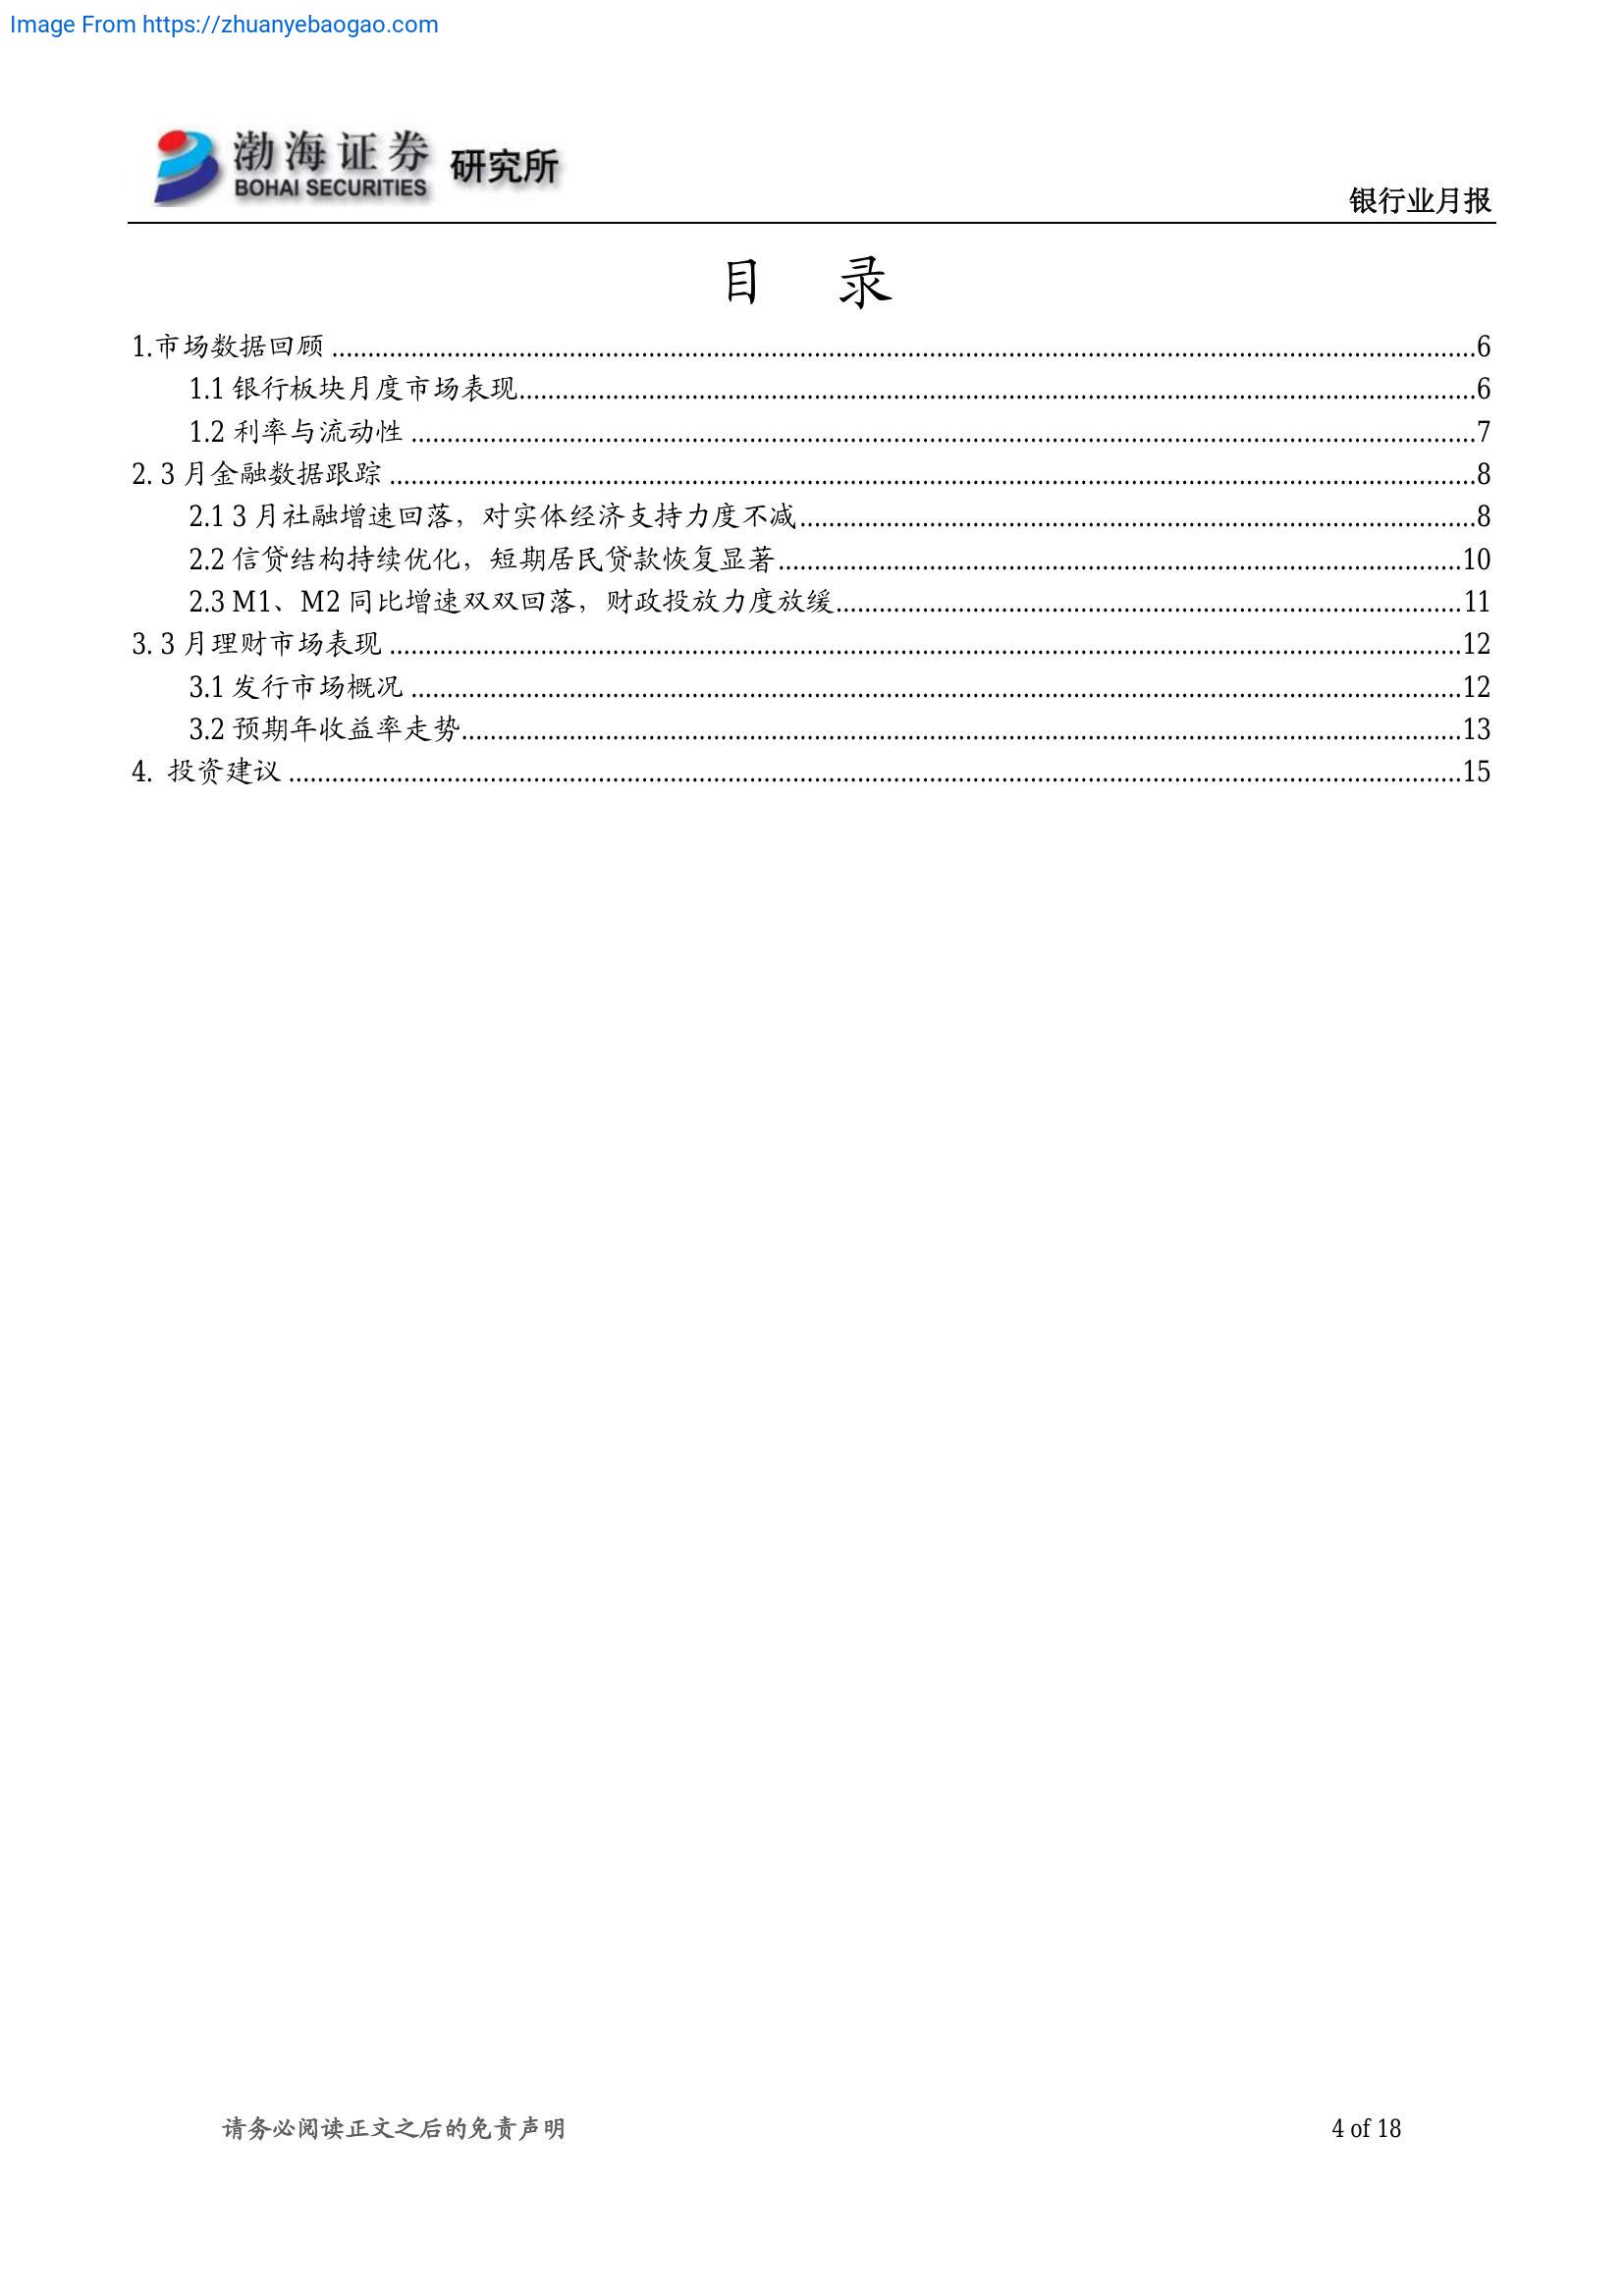 Image From https://zhuanyebaogao.com
渤海证券 研究所
BOHAI SECURITIES
银行业月报
目 录
1.市场数据回顾 ........ 6
1.1 银行板块月度市场表现 ........ 6
1.2 利率与流动性 ........ 7
2. 3 月金融数据跟踪 ........ 8
2.1 3 月社融增速回落，对实体经济支持力度不减 ........ 8
2.2 信贷结构持续优化，短期居民贷款恢复显著 ........ 10
2.3 M1、M2 同比增速双双回落，财政投放力度放缓 ........ 11
3. 3 月理财市场表现 ........ 12
3.1 发行市场概况 ........ 12
3.2 预期年收益率走势 ........ 13
4. 投资建议 ........ 15
请务必阅读正文之后的免责声明
4 of 18